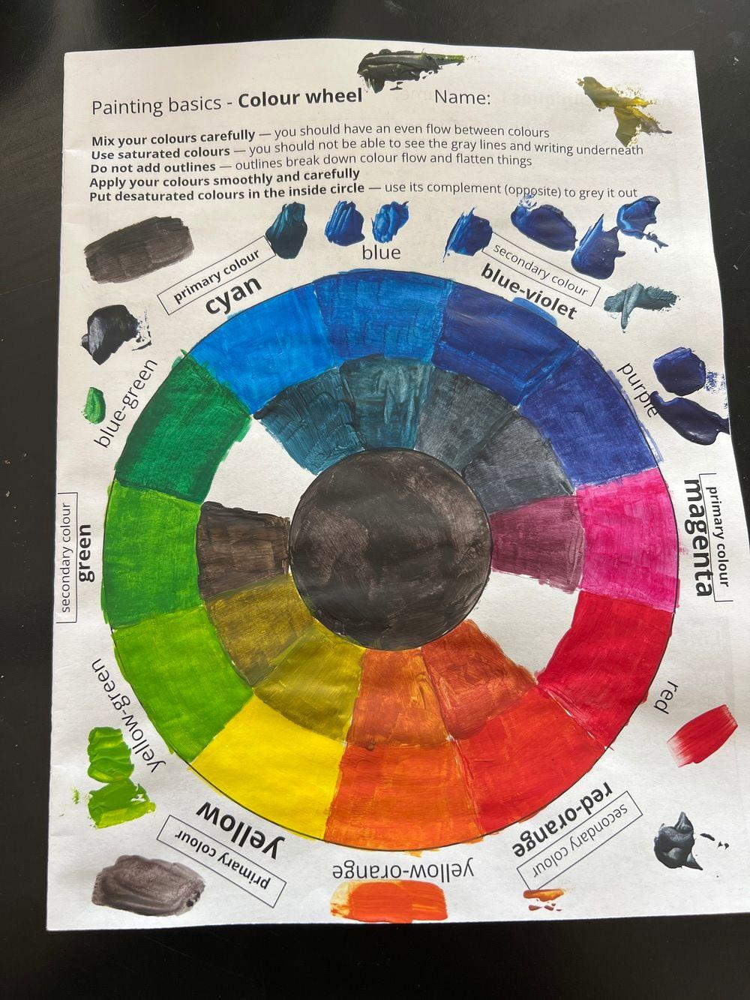 Painting basics - Colour wheel Name:
Mix your colours carefully — you should have an even flow between colours
Use saturated colours — you should not be able to see the gray lines and writing underneath
Do not add outlines — outlines break down colour flow and flatten things
Apply your colours smoothly and carefully
Put desaturated colours in the inside circle — use its complement (opposite) to grey it out
primary colour
cyan
blue
secondary colour
blue-violet
purple
primary colour
magenta
red
secondary colour
red-orange
yellow-orange
primary colour
yellow
yellow-green
secondary colour
green
blue-green